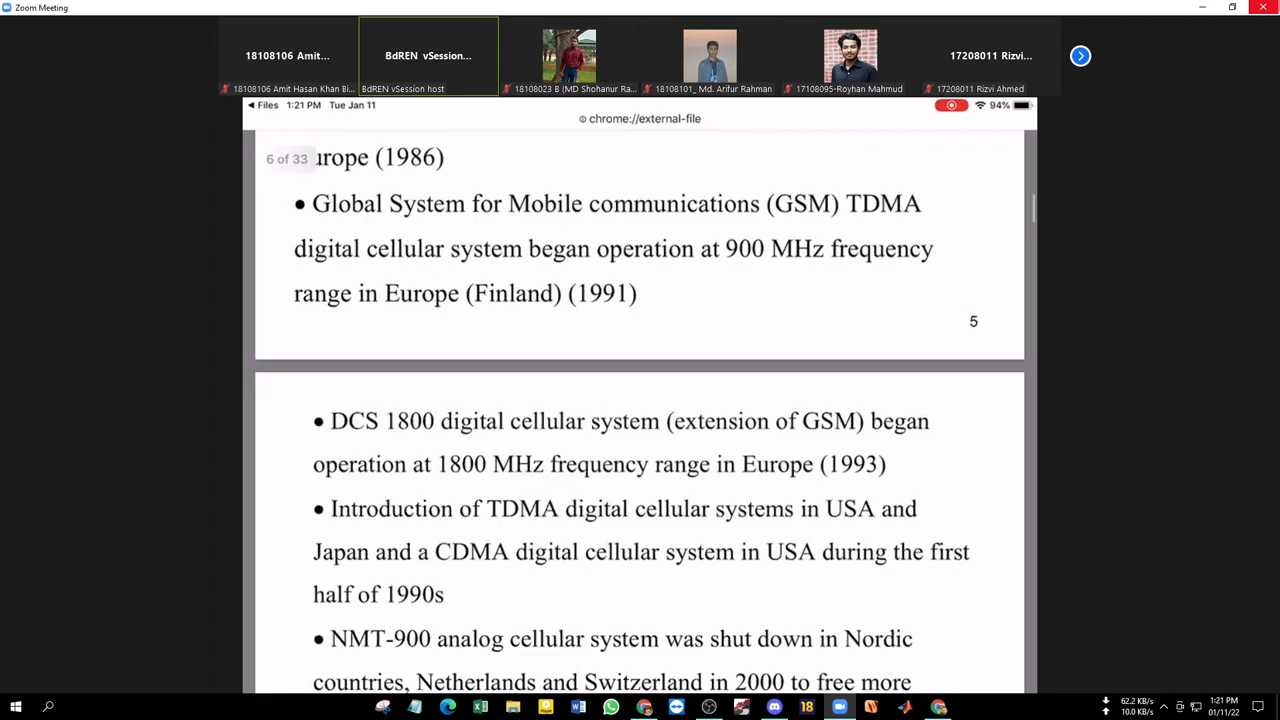 Zoom Meeting
18108106 Amit...
BdREN vSession...
17208011 Rizvi...
18108106 Amit Hasan Khan Bi...
BdREN vSession host
18108023 B (MD Shohanur Ra...
18108101_ Md. Arifur Rahman
17108095-Royhan Mahmud
17208011 Rizvi Ahmed
Files 1:21 PM Tue Jan 11
94%
chrome://external-file
6 of 33
urope (1986)
• Global System for Mobile communications (GSM) TDMA
digital cellular system began operation at 900 MHz frequency
range in Europe (Finland) (1991)
5
• DCS 1800 digital cellular system (extension of GSM) began
operation at 1800 MHz frequency range in Europe (1993)
• Introduction of TDMA digital cellular systems in USA and
Japan and a CDMA digital cellular system in USA during the first
half of 1990s
• NMT-900 analog cellular system was shut down in Nordic
countries, Netherlands and Switzerland in 2000 to free more
62.2 KB/s
10.0 KB/s
1:21 PM
01/11/22
18